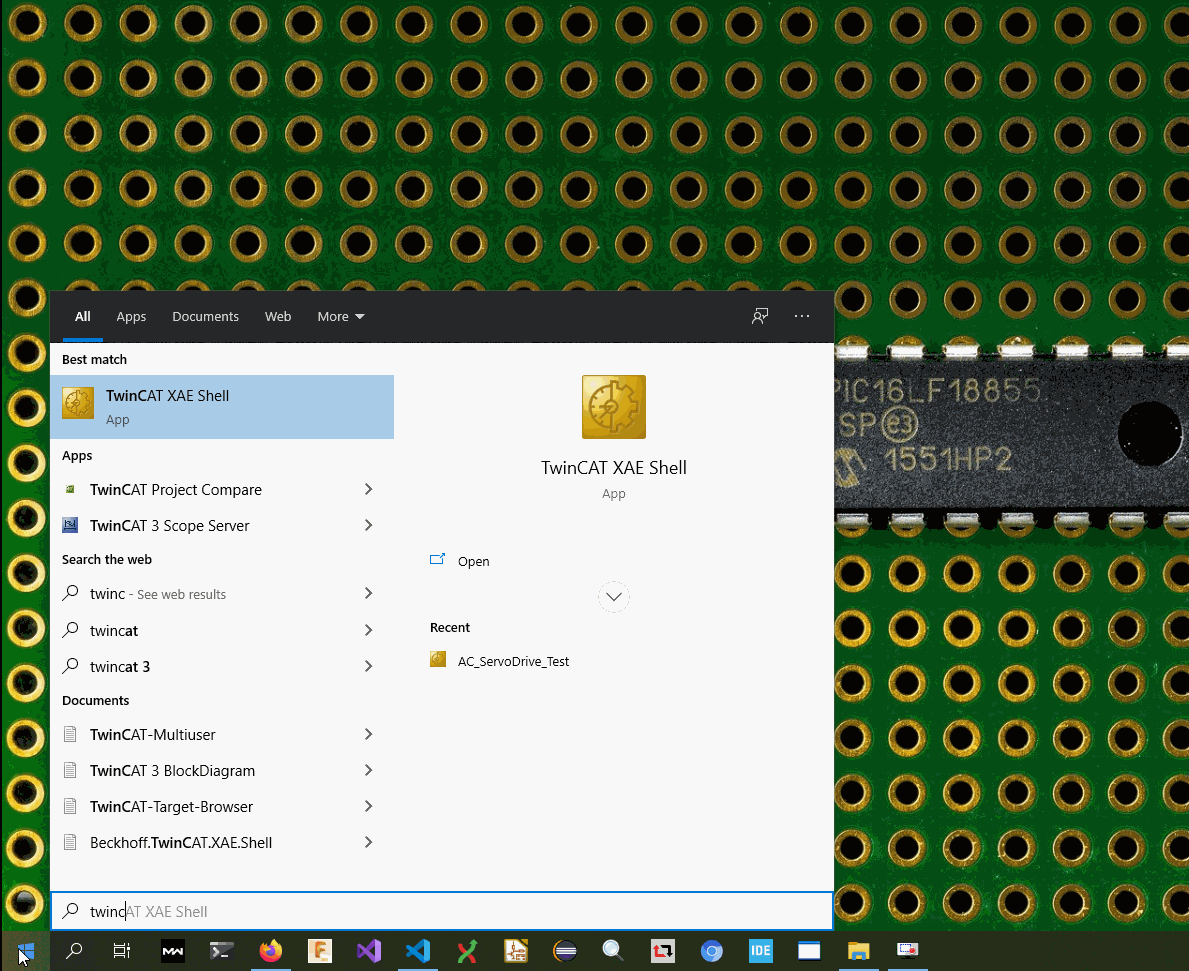 All Apps Documents Web More
Best match
TwinCAT XAE Shell
App
Apps
TwinCAT Project Compare
TwinCAT 3 Scope Server
Search the web
twinc - See web results
twincat
twincat 3
Documents
TwinCAT-Multiuser
TwinCAT 3 BlockDiagram
TwinCAT-Target-Browser
Beckhoff.TwinCAT.XAE.Shell
TwinCAT XAE Shell
App
Open
Recent
AC_ServoDrive_Test
PIC16LF18855
SP e3
1551HP2
twincAT XAE Shell
IDE